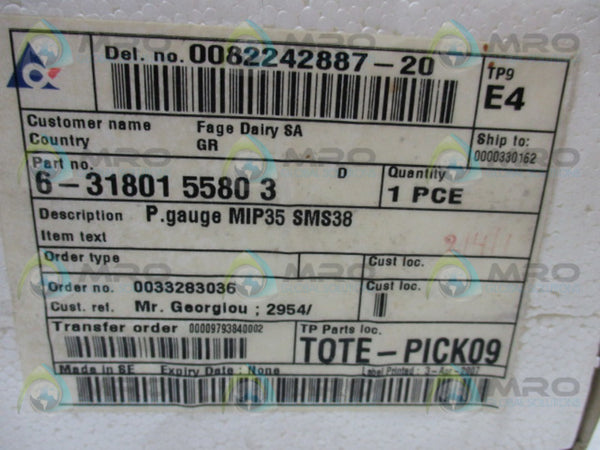 Del. no. 0082242887-20
TP9
E4
Customer name Fage Dairy SA
Country GR
Ship to:
0000330162
Part no. D
6-31801 5580 3
Quantity
1 PCE
Description P.gauge MIP35 SMS38
Item text
Order type
Cust loc.
Order no. 0033283036
Cust loc.
Cust. ref. Mr. Georgiou ; 2954/
Transfer order 00009793840002
TP Parts loc.
TOTE-PICK09
Made in SE Expiry Date : None Label Printed : 3-Apr-2007
MRO